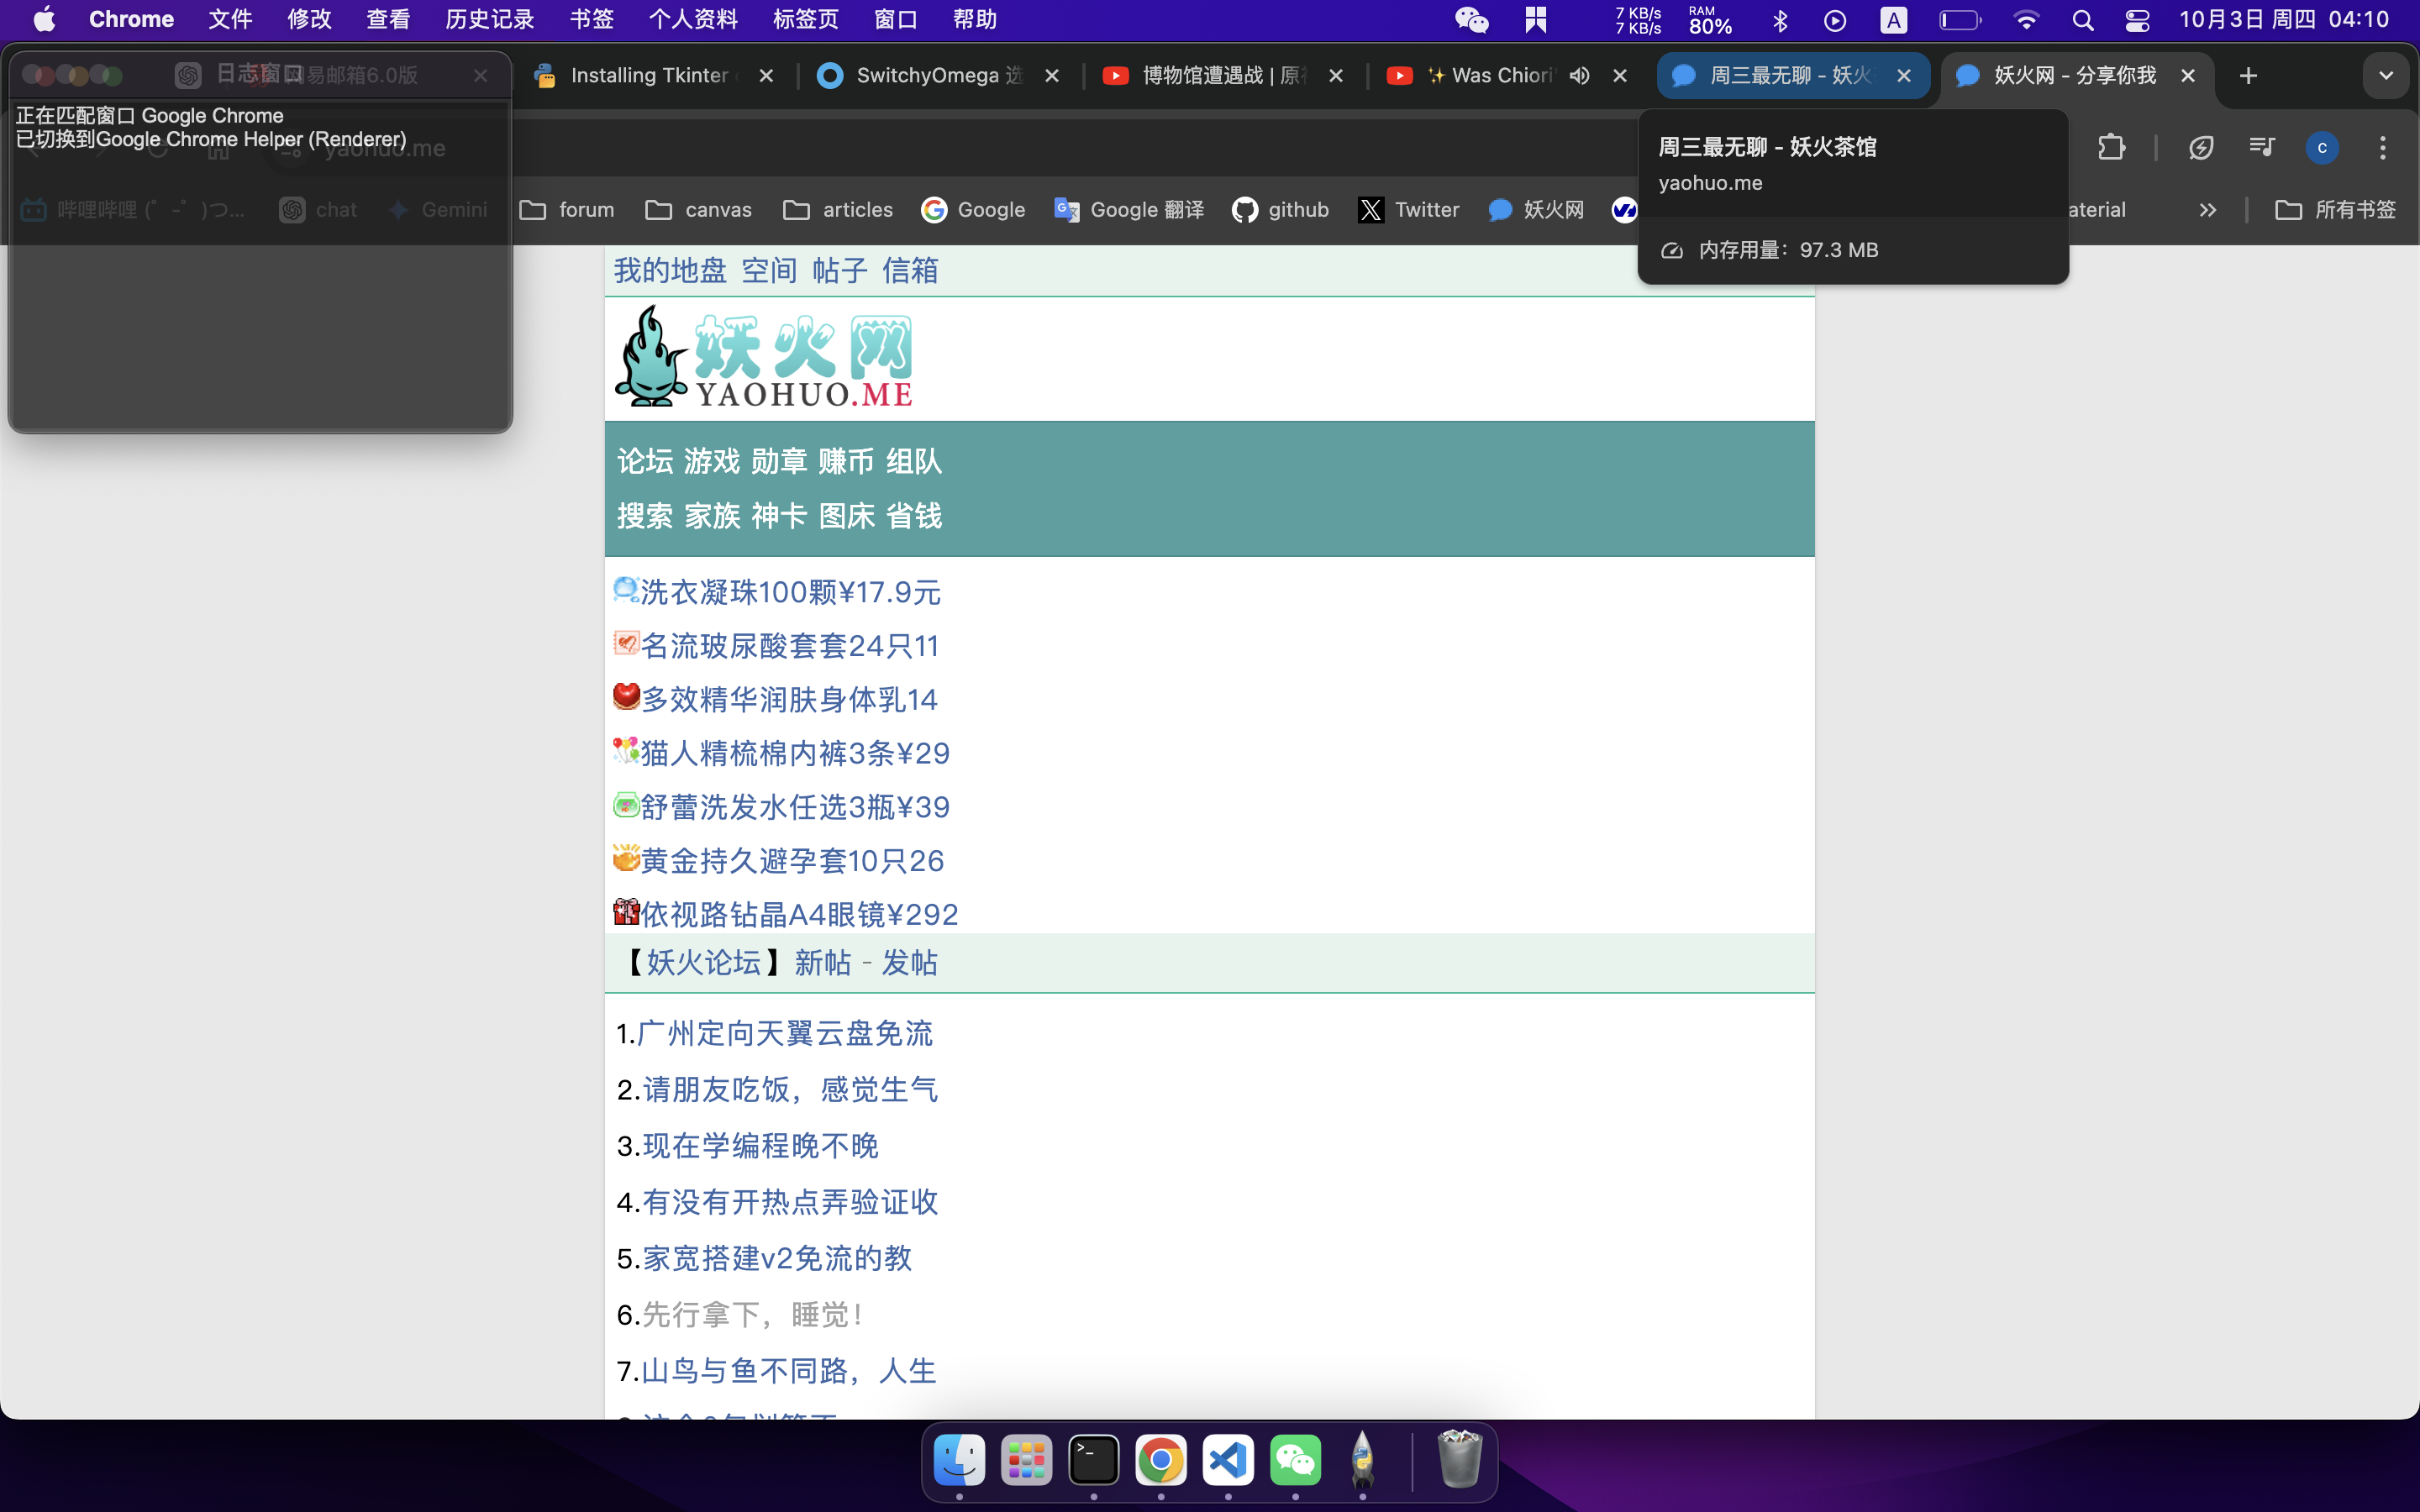 Chrome 文件 修改 查看 历史记录 书签 个人资料 标签页 窗口 帮助 7 KB/s 7 KB/s RAM 80% A 10月3日 周四 04:10
日志窗口 网易邮箱6.0版 Installing Tkinter SwitchyOmega 选 博物馆遭遇战 | 原 ✨ Was Chiori 周三最无聊 - 妖火 妖火网 - 分享你我
正在匹配窗口 Google Chrome
已切换到Google Chrome Helper (Renderer)
yaohuo.me
周三最无聊 - 妖火茶馆
yaohuo.me
内存用量：97.3 MB
哔哩哔哩 (゜-゜)つ... chat Gemini forum canvas articles Google Google 翻译 github Twitter 妖火网 aterial 所有书签
我的地盘 空间 帖子 信箱
妖火网
YAOHUO.ME
论坛 游戏 勋章 赚币 组队
搜索 家族 神卡 图床 省钱
洗衣凝珠100颗¥17.9元
名流玻尿酸套套24只11
多效精华润肤身体乳14
猫人精梳棉内裤3条¥29
舒蕾洗发水任选3瓶¥39
黄金持久避孕套10只26
依视路钻晶A4眼镜¥292
【妖火论坛】新帖 - 发帖
1.广州定向天翼云盘免流
2.请朋友吃饭，感觉生气
3.现在学编程晚不晚
4.有没有开热点弄验证收
5.家宽搭建v2免流的教
6.先行拿下，睡觉！
7.山鸟与鱼不同路，人生